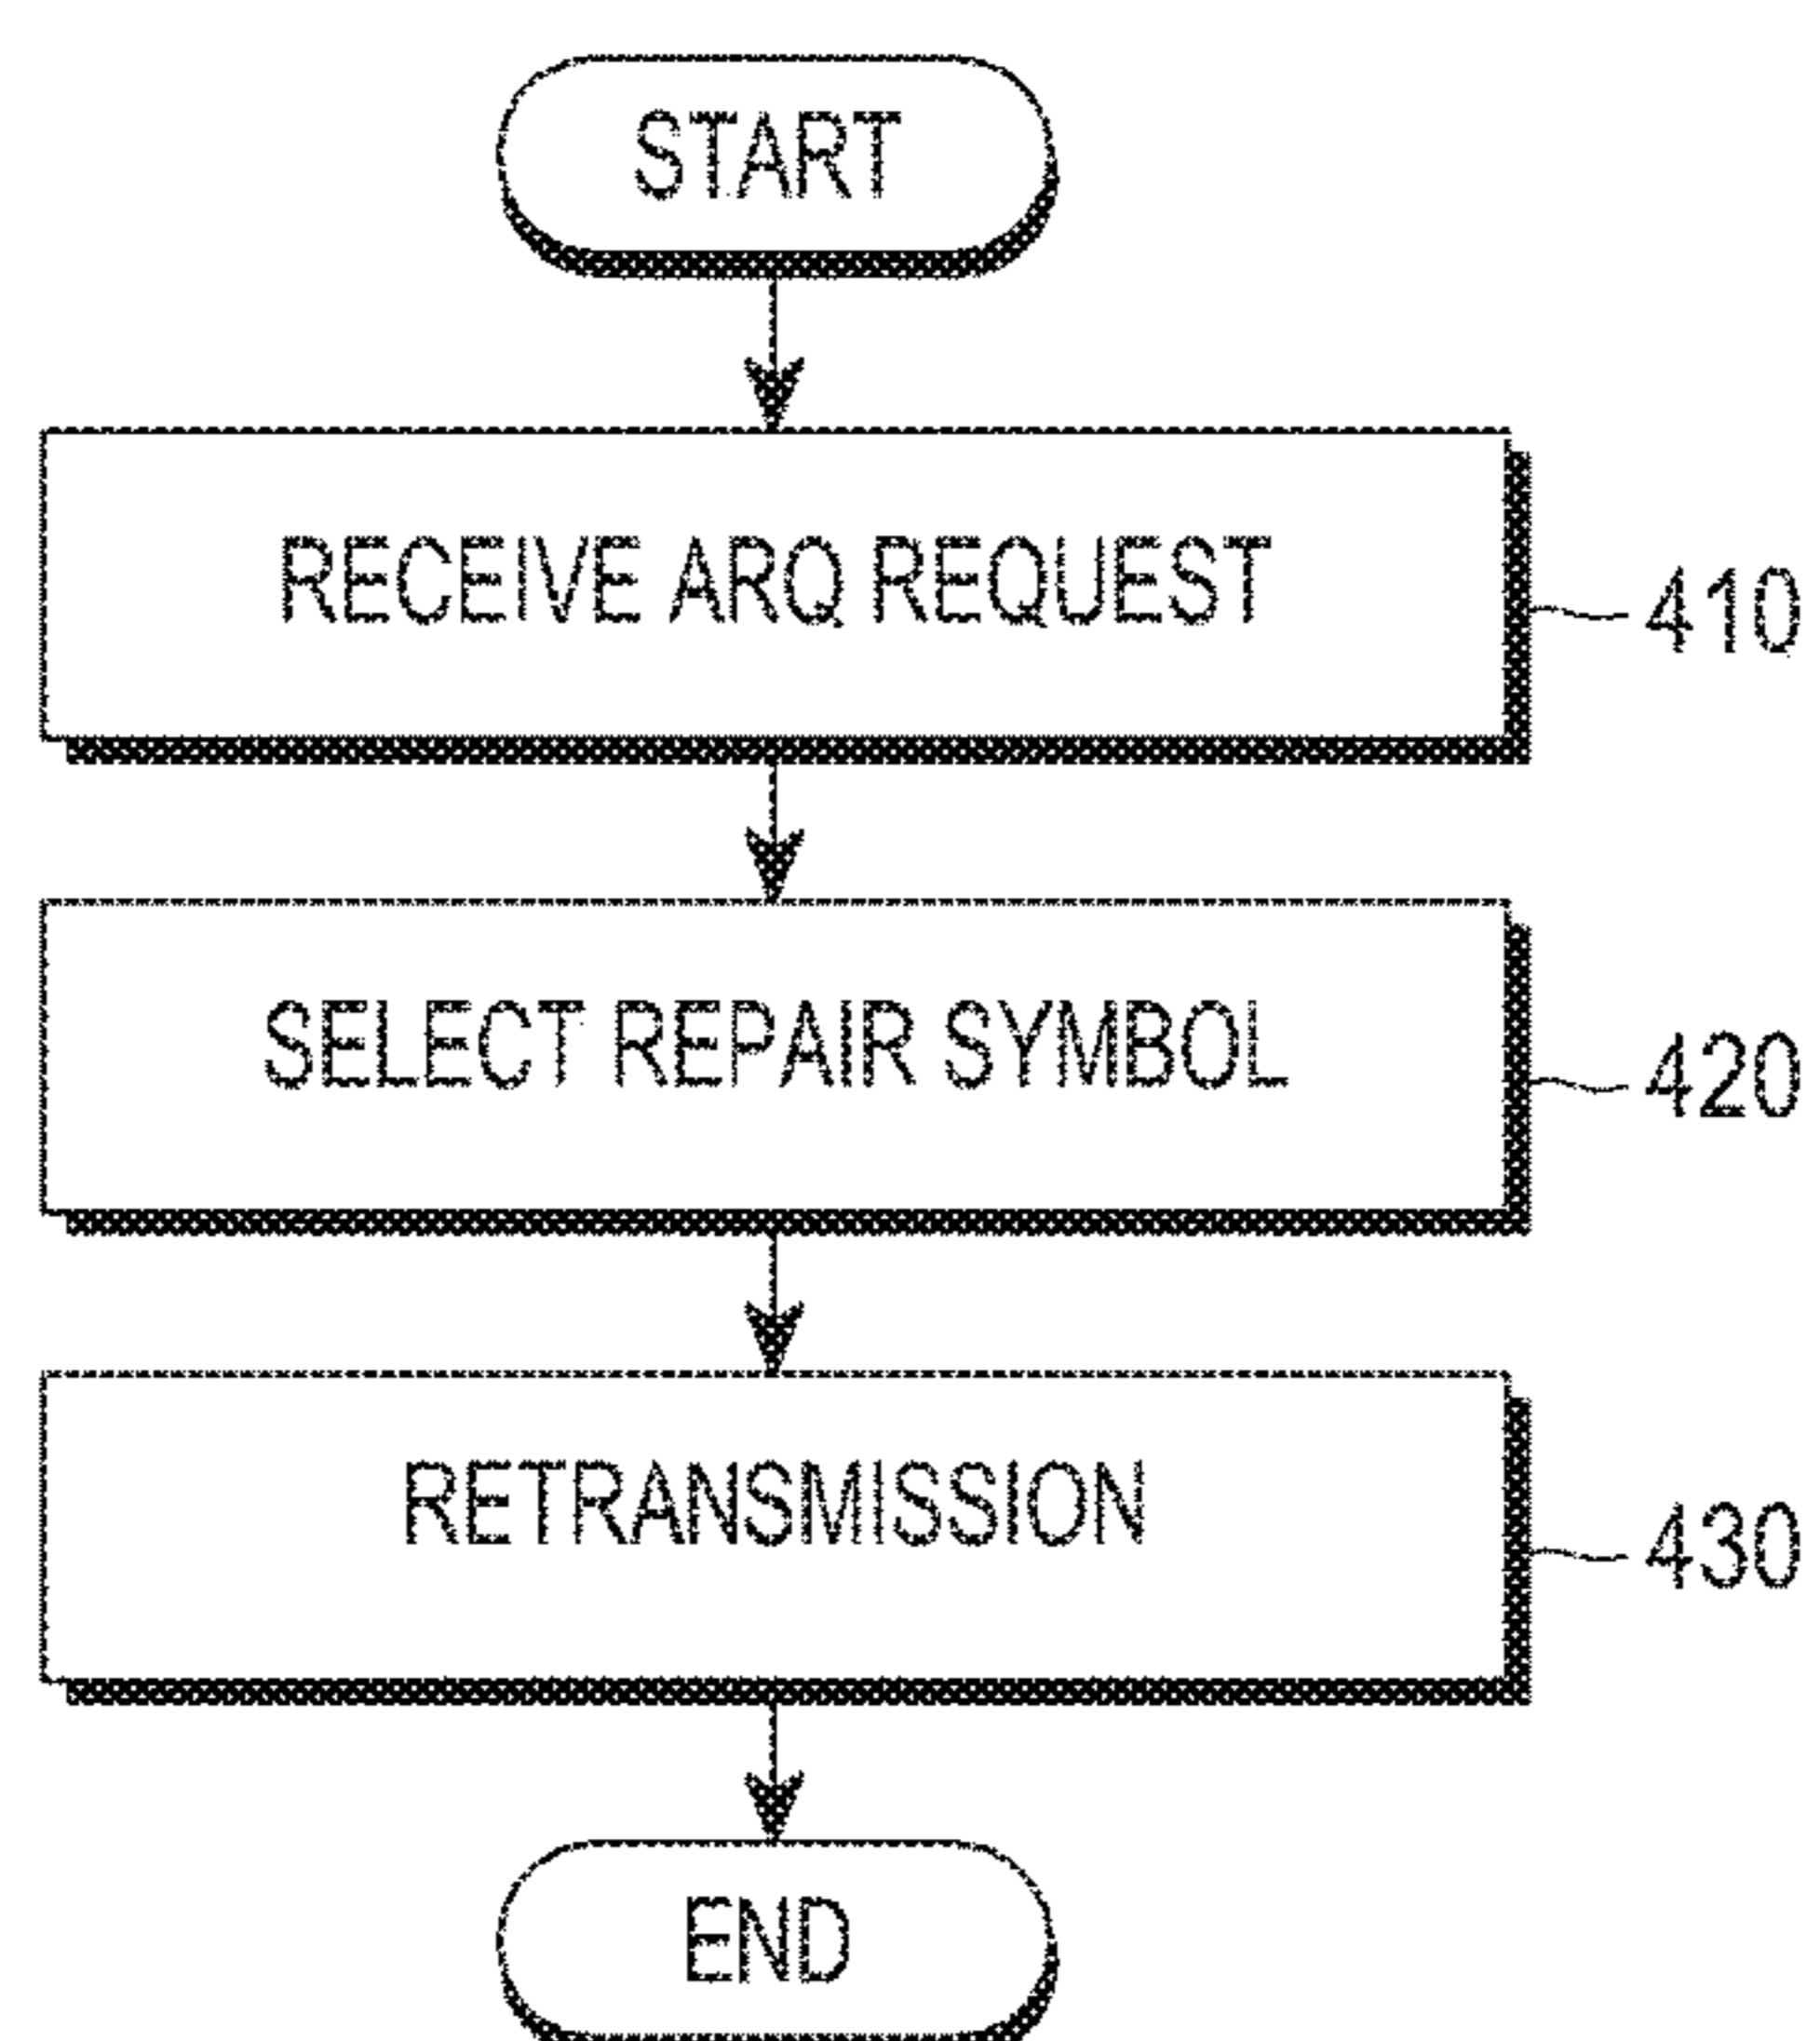 START
RECEIVE ARQ REQUEST
410
SELECT REPAIR SYMBOL
420
RETRANSMISSION
430
END